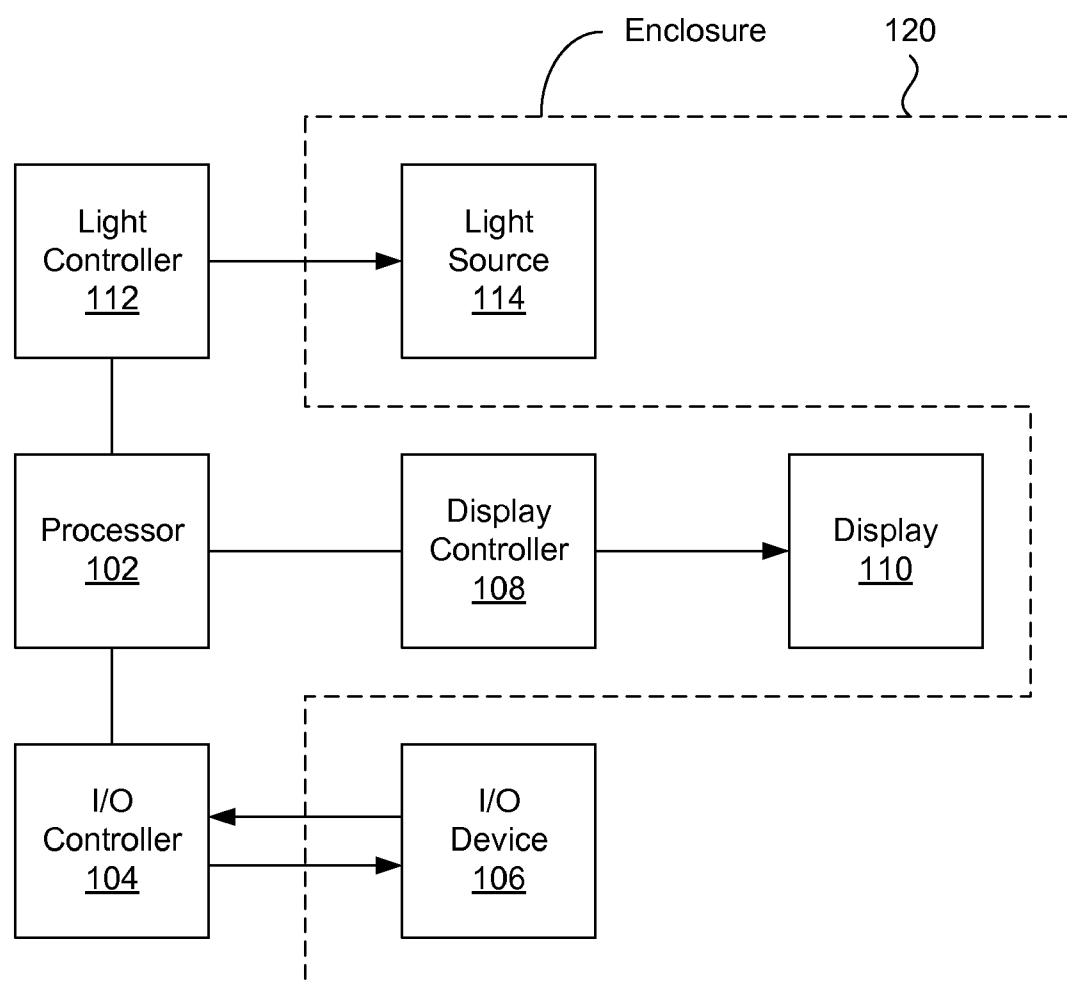 Enclosure
120
Light
Controller
112
Light
Source
114
Processor
102
Display
Controller
108
Display
110
I/O
Controller
104
I/O
Device
106